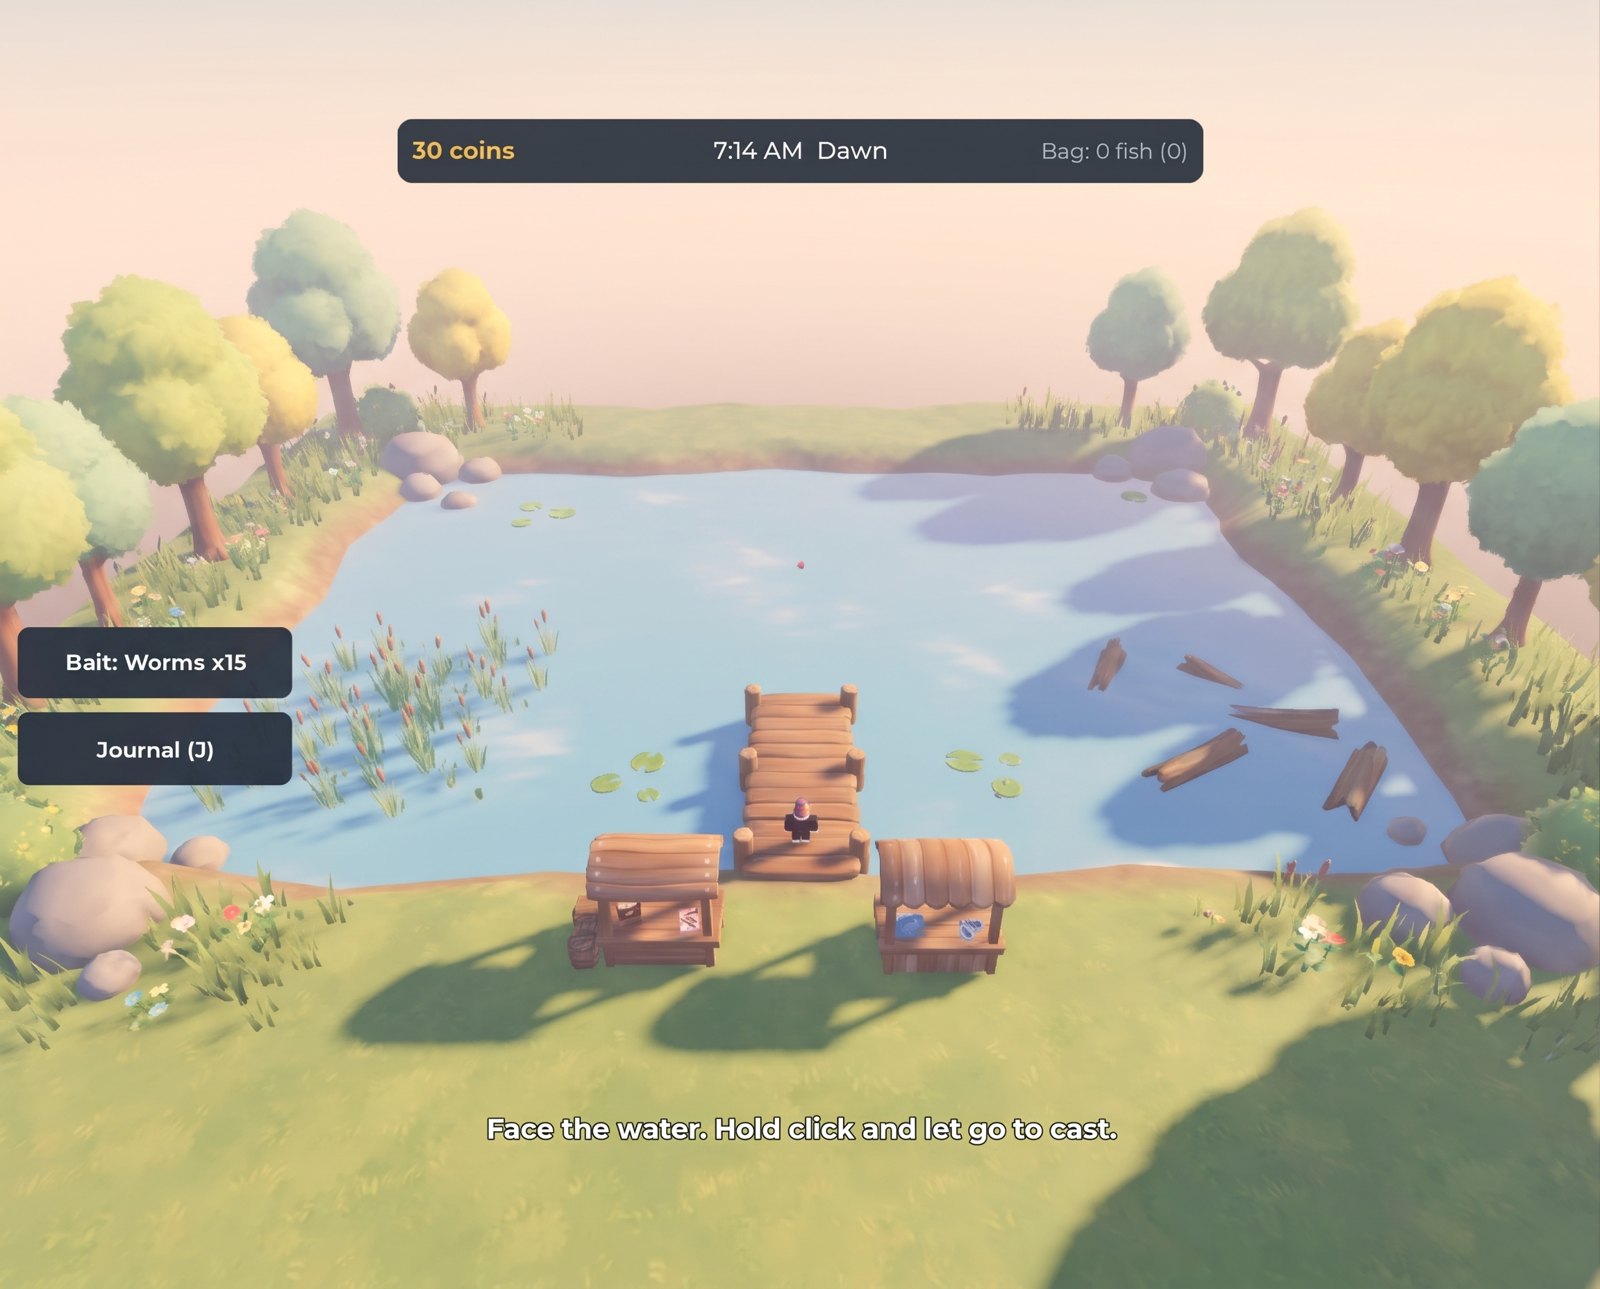 30 coins
7:14 AM Dawn
Bag: 0 fish (0)
Bait: Worms x15
Journal (J)
Face the water. Hold click and let go to cast.